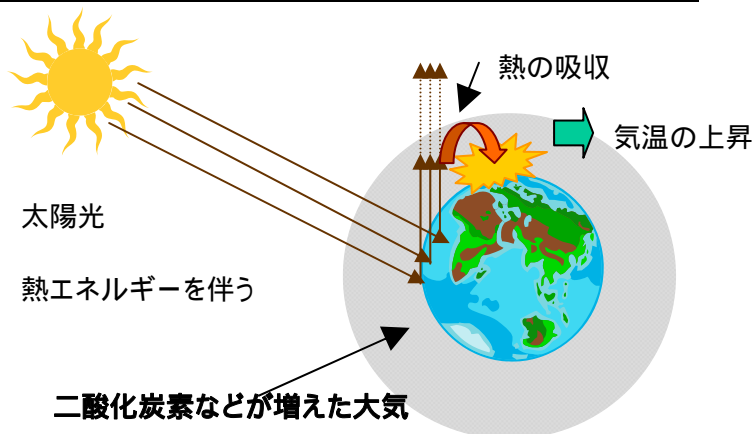 熱の吸収
気温の上昇
太陽光
熱エネルギーを伴う
二酸化炭素などが増えた大気